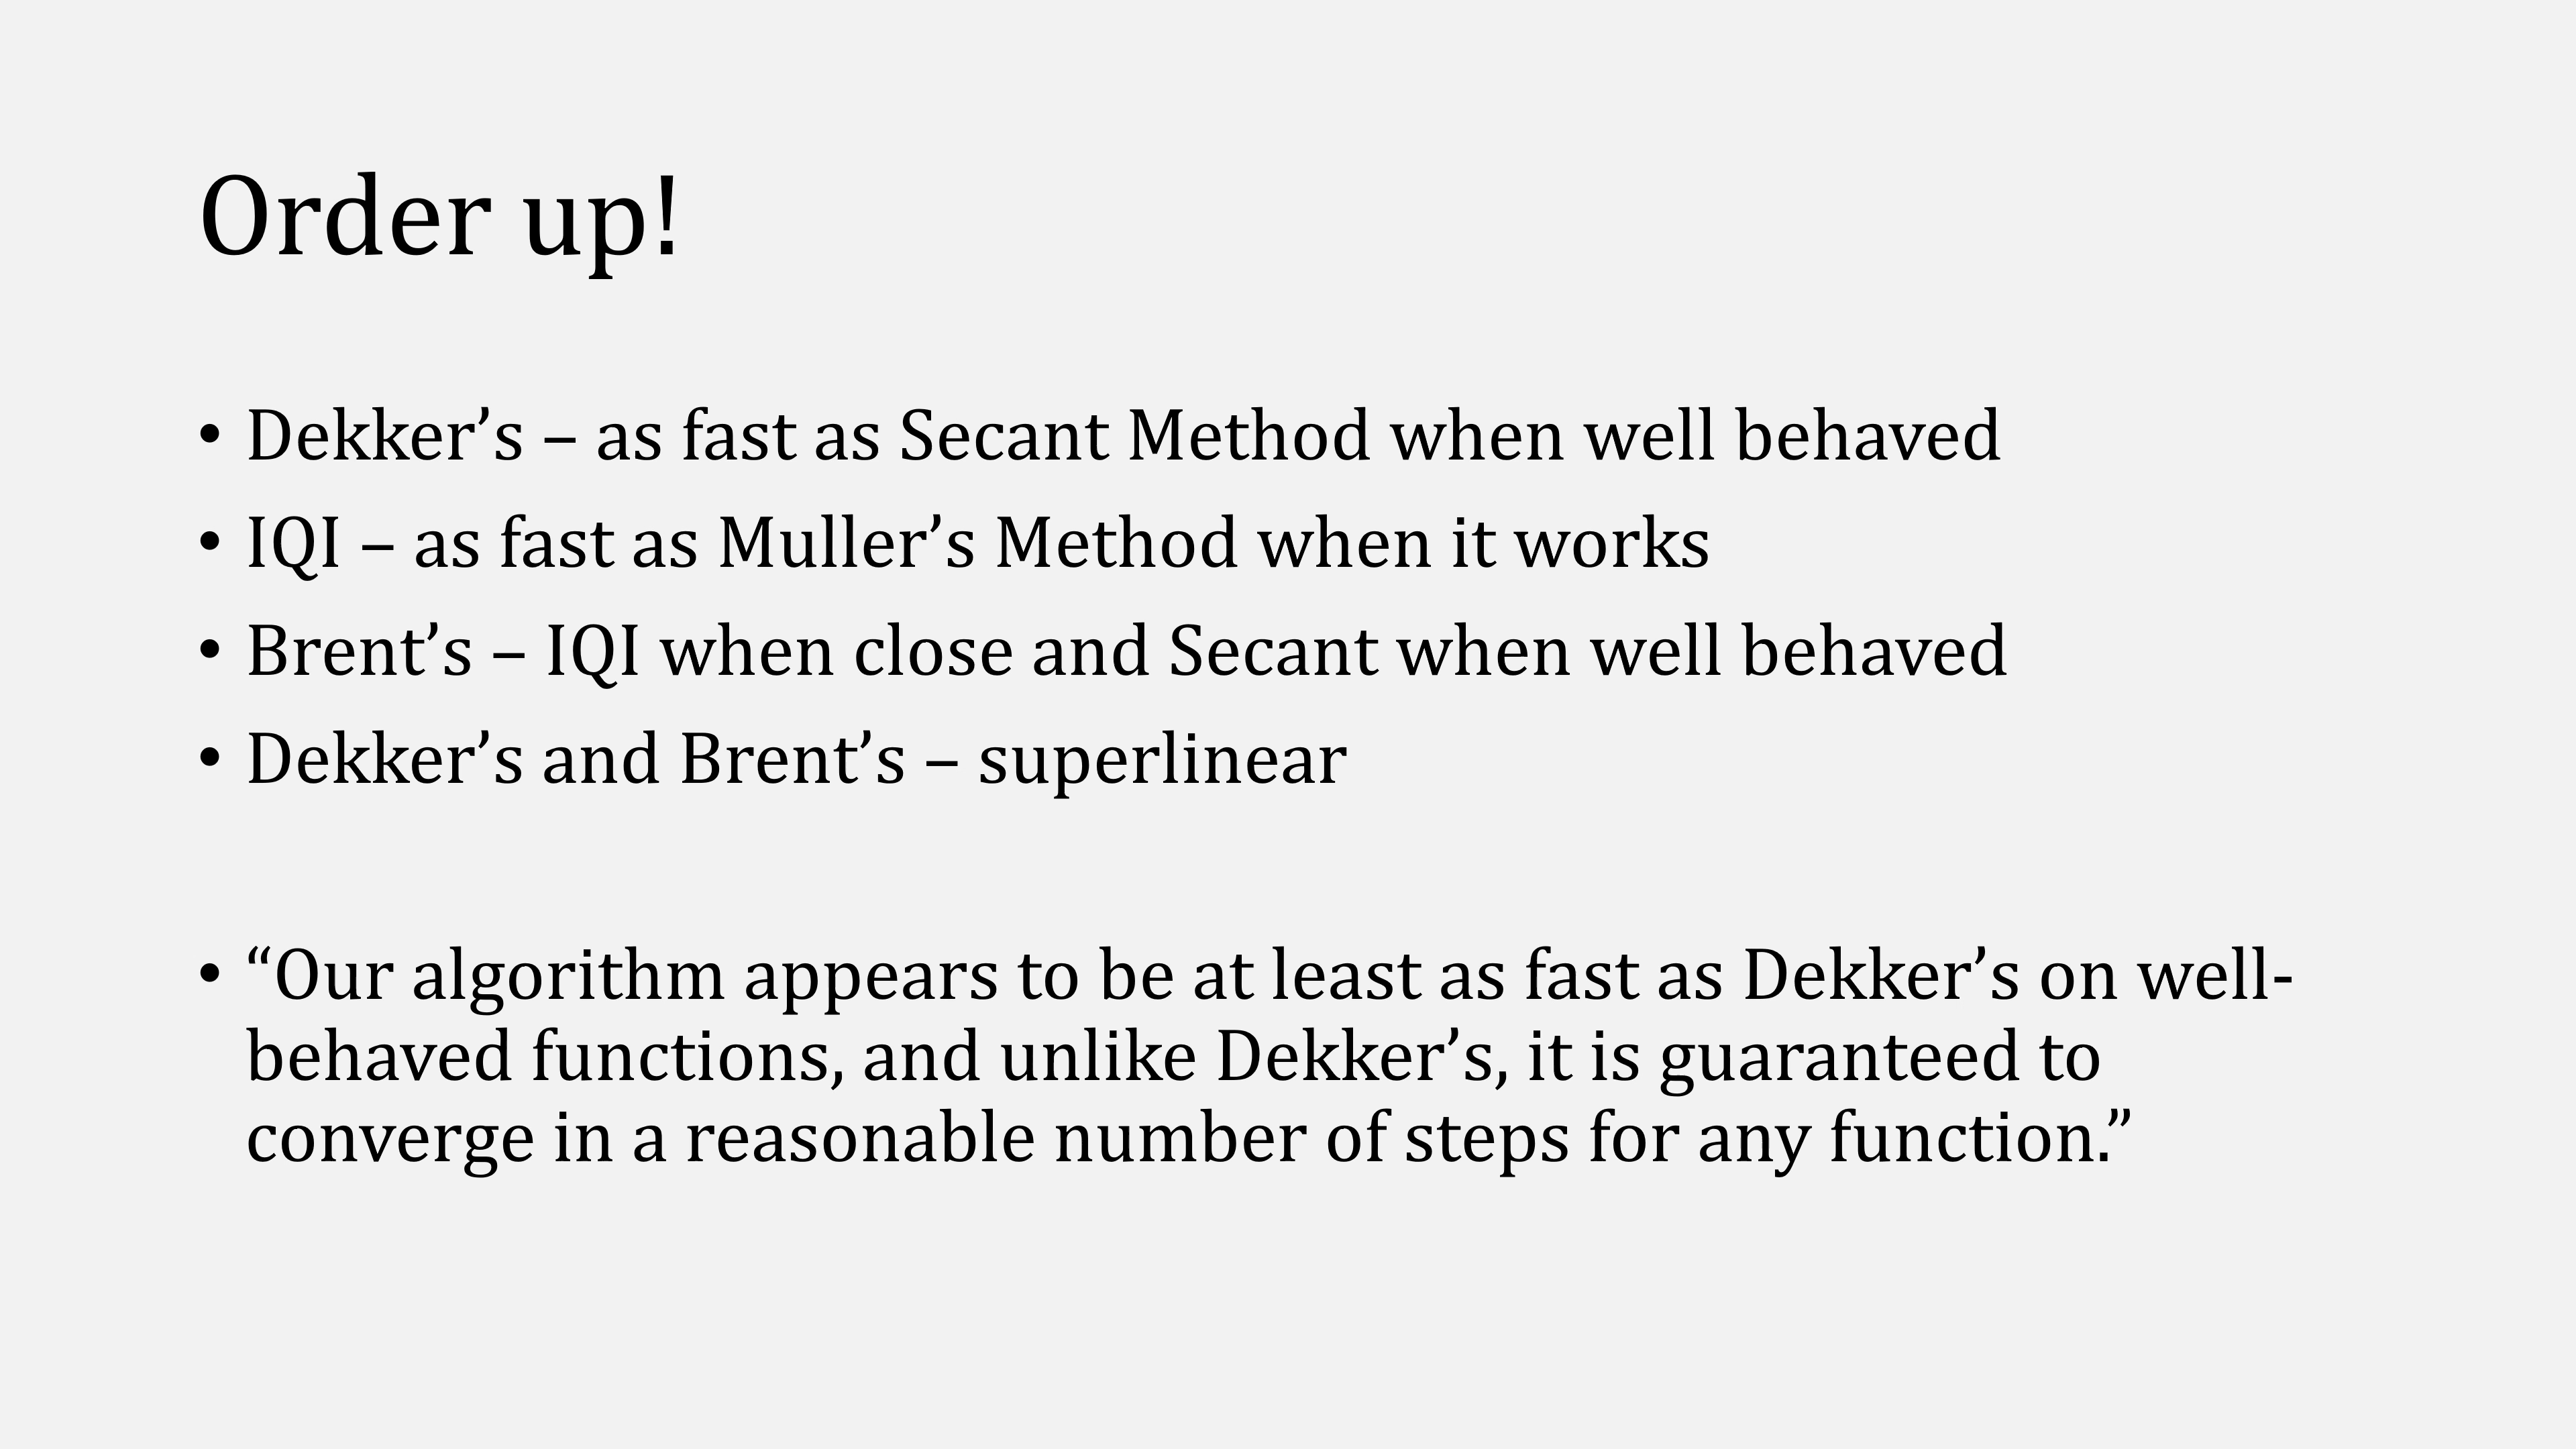 Order up!
• Dekker’s – as fast as Secant Method when well behaved
• IQI – as fast as Muller’s Method when it works
• Brent’s – IQI when close and Secant when well behaved
• Dekker’s and Brent’s – superlinear
• “Our algorithm appears to be at least as fast as Dekker’s on well-
behaved functions, and unlike Dekker’s, it is guaranteed to
converge in a reasonable number of steps for any function.”